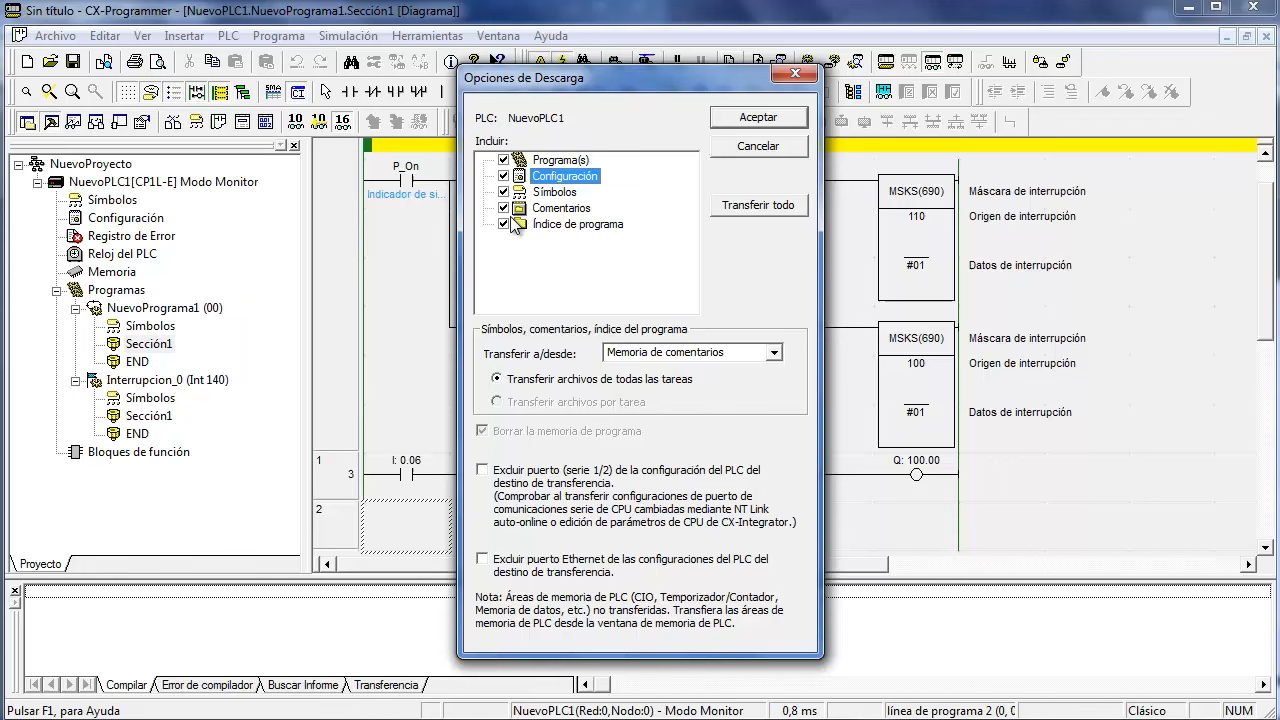 Sin título - CX-Programmer - [NuevoPLC1.NuevoPrograma1.Sección1 [Diagrama]]
Archivo Editar Ver Insertar PLC Programa Simulación Herramientas Ventana Ayuda
10 10 16
NuevoProyecto
NuevoPLC1[CP1L-E] Modo Monitor
Símbolos
Configuración
Registro de Error
Reloj del PLC
Memoria
Programas
NuevoPrograma1 (00)
Símbolos
Sección1
END
Interrupcion_0 (Int 140)
Símbolos
Sección1
END
Bloques de función
Proyecto
P_On
Indicador de si...
MSKS(690) Máscara de interrupción
110 Origen de interrupción
#01 Datos de interrupción
MSKS(690) Máscara de interrupción
100 Origen de interrupción
#01 Datos de interrupción
1
3
I: 0.06
Q: 100.00
2
Opciones de Descarga
PLC: NuevoPLC1
Incluir:
Programa(s)
Configuración
Símbolos
Comentarios
Índice de programa
Aceptar
Cancelar
Transferir todo
Símbolos, comentarios, índice del programa
Transferir a/desde: Memoria de comentarios
Transferir archivos de todas las tareas
Transferir archivos por tarea
Borrar la memoria de programa
Excluir puerto (serie 1/2) de la configuración del PLC del
destino de transferencia.
(Comprobar al transferir configuraciones de puerto de
comunicaciones serie de CPU cambiadas mediante NT Link
auto-online o edición de parámetros de CPU de CX-Integrator.)
Excluir puerto Ethernet de las configuraciones del PLC del
destino de transferencia.
Nota: Áreas de memoria de PLC (CIO, Temporizador/Contador,
Memoria de datos, etc.) no transferidas. Transfiera las áreas de
memoria de PLC desde la ventana de memoria de PLC.
Compilar Error de compilador Buscar Informe Transferencia
Pulsar F1, para Ayuda
NuevoPLC1(Red:0,Nodo:0) - Modo Monitor 0,8 ms línea de programa 2 (0, 0 Clásico NUM